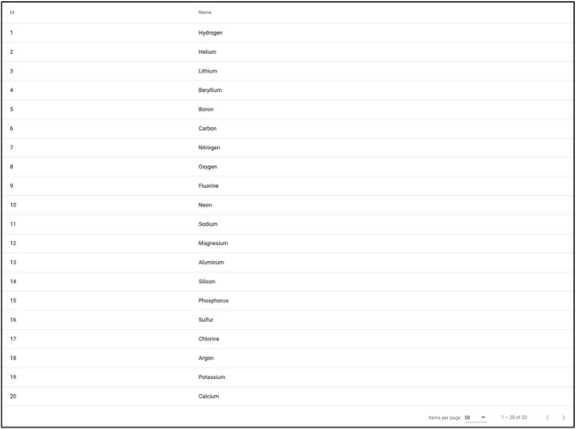 Id Name
1 Hydrogen
2 Helium
3 Lithium
4 Beryllium
5 Boron
6 Carbon
7 Nitrogen
8 Oxygen
9 Fluorine
10 Neon
11 Sodium
12 Magnesium
13 Aluminum
14 Silicon
15 Phosphorus
16 Sulfur
17 Chlorine
18 Argon
19 Potassium
20 Calcium
Items per page: 50 1 – 20 of 20